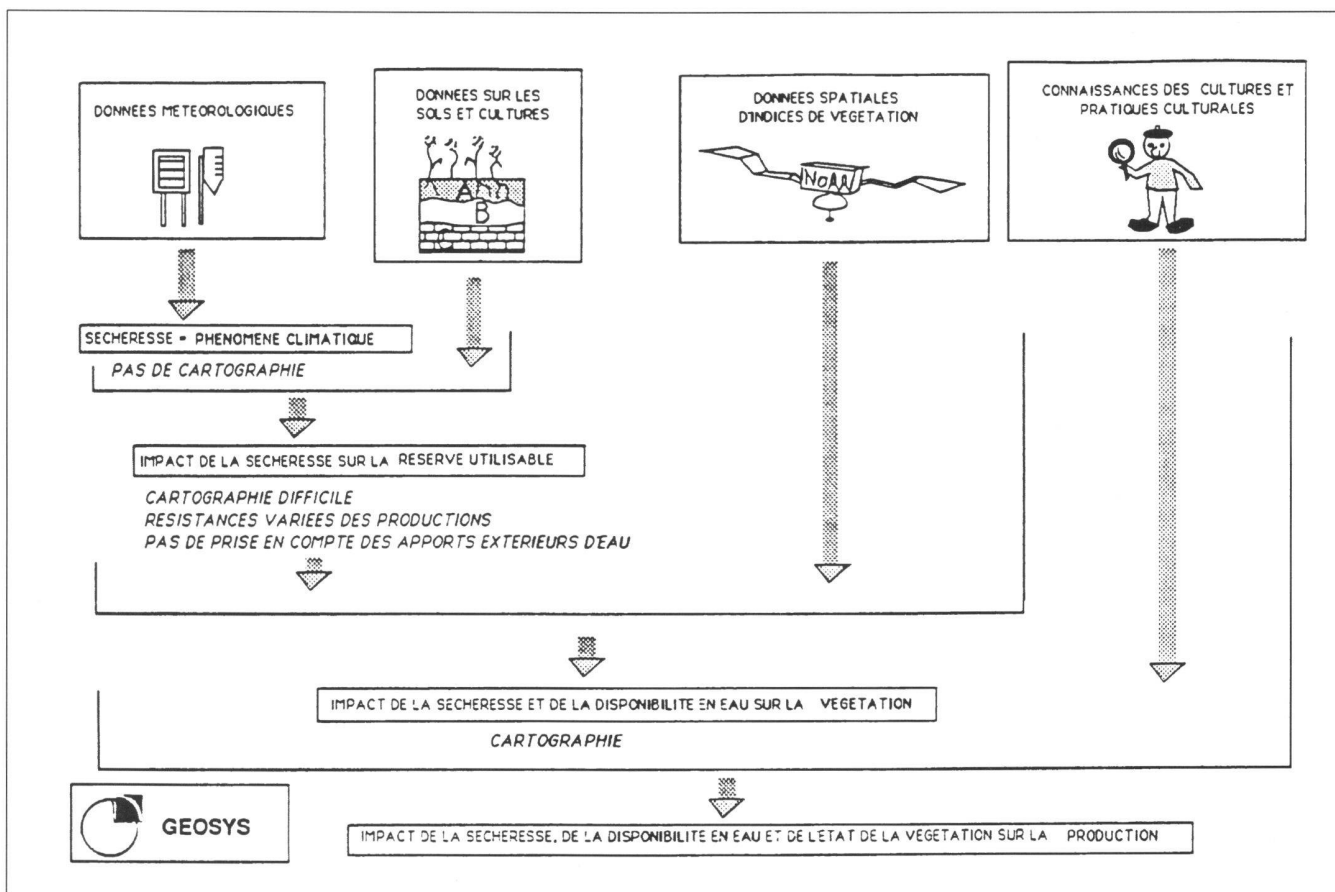 DONNEES METEOROLOGIQUES
DONNEES SUR LES
SOLS ET CULTURES
A
B
C
DONNEES SPATIALES
D'INDICES DE VEGETATION
NOAA
CONNAISSANCES DES CULTURES ET
PRATIQUES CULTURALES
SECHERESSE = PHENOMENE CLIMATIQUE
PAS DE CARTOGRAPHIE
IMPACT DE LA SECHERESSE SUR LA RESERVE UTILISABLE
CARTOGRAPHIE DIFFICILE
RESISTANCES VARIEES DES PRODUCTIONS
PAS DE PRISE EN COMPTE DES APPORTS EXTERIEURS D'EAU
IMPACT DE LA SECHERESSE ET DE LA DISPONIBILITE EN EAU SUR LA VEGETATION
CARTOGRAPHIE
GEOSYS
IMPACT DE LA SECHERESSE, DE LA DISPONIBILITE EN EAU ET DE L'ETAT DE LA VEGETATION SUR LA PRODUCTION